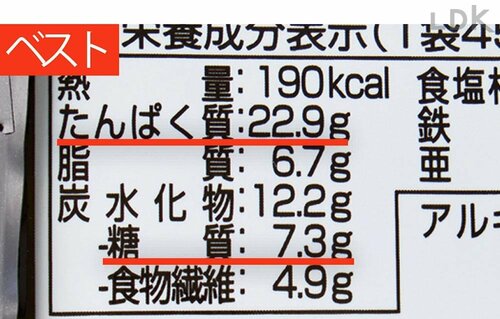 LDK
ベスト
栄養成分表示(1袋45
熱量:190kcal
食塩相
たんぱく質:22.9g
鉄
脂質:6.7g
亜
炭水化物:12.2g
-糖質:7.3g
アルギ
-食物繊維:4.9g